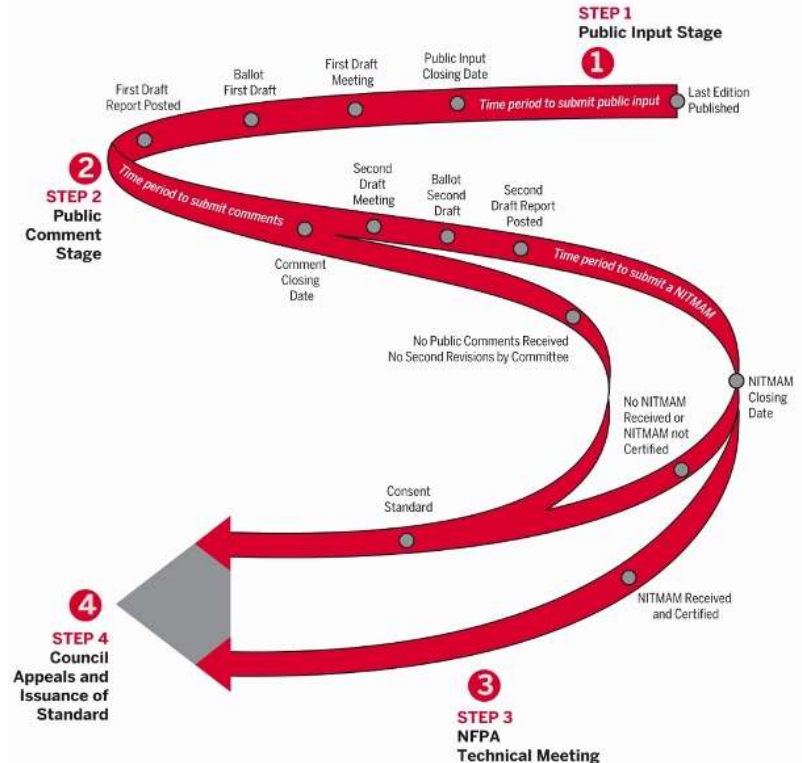 STEP 1
Public Input Stage
1
Public Input
Closing Date
First Draft
Meeting
Ballot
First Draft
First Draft
Report Posted
Time period to submit public input
Last Edition
Published
2
STEP 2
Public
Comment
Stage
Time period to submit comments
Second
Draft
Meeting
Ballot
Second
Draft
Second
Draft Report
Posted
Comment
Closing
Date
Time period to submit a NITMAM
No Public Comments Received
No Second Revisions by Committee
NITMAM
Closing
Date
No NITMAM
Received or
NITMAM not
Certified
Consent
Standard
NITMAM Received
and Certified
4
STEP 4
Council
Appeals and
Issuance of
Standard
3
STEP 3
NFPA
Technical Meeting